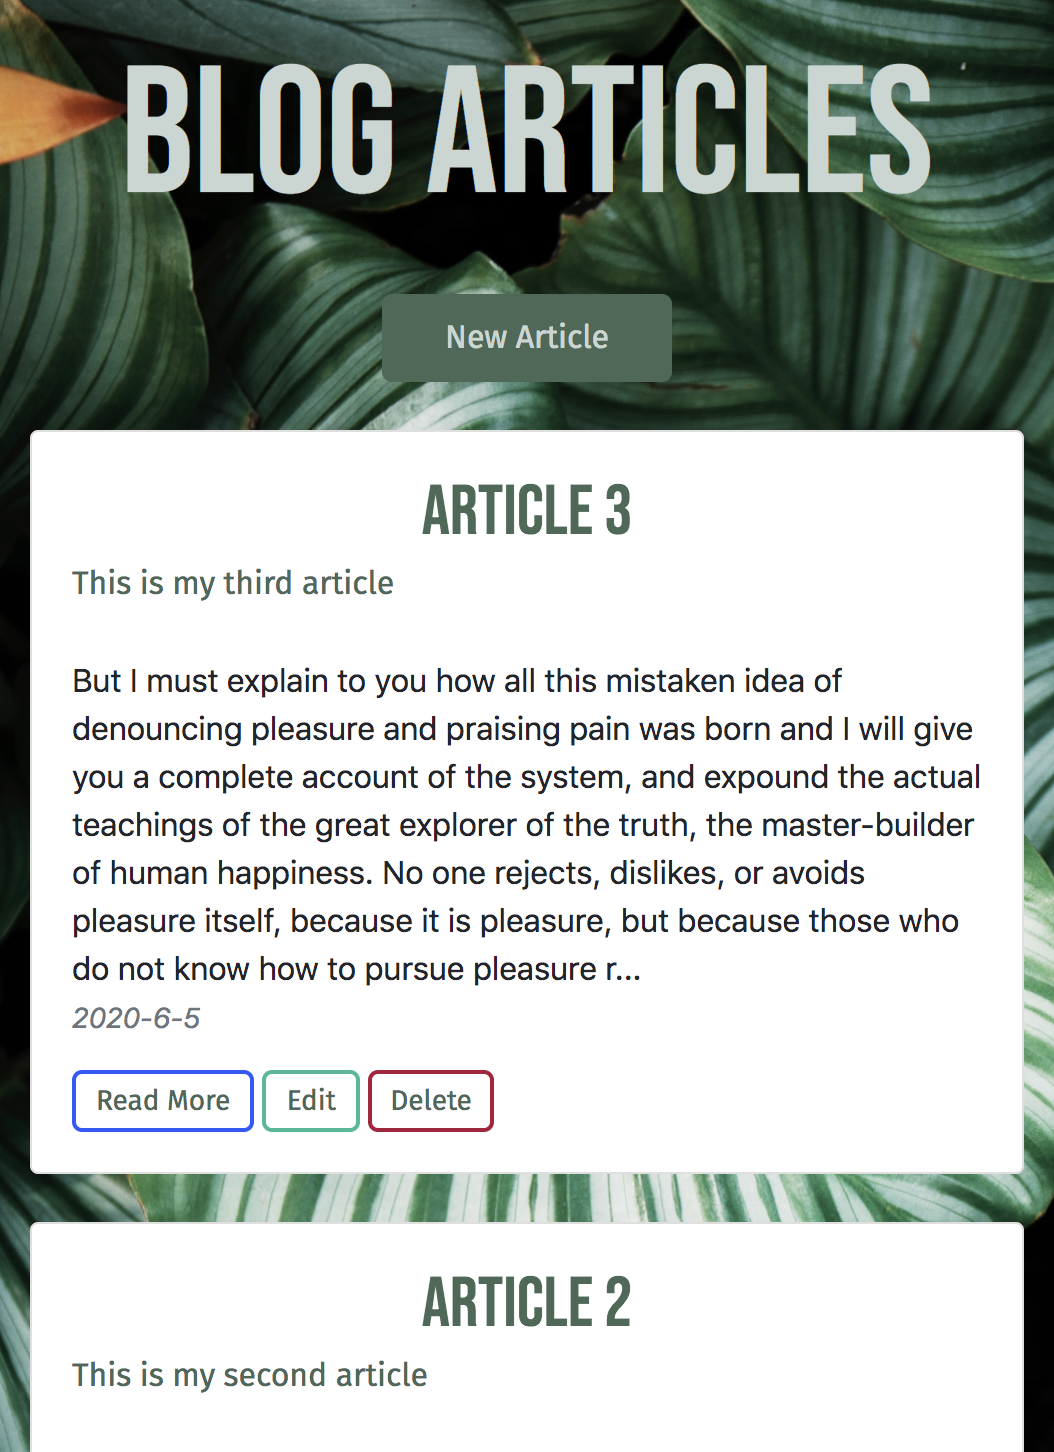 BLOG ARTICLES
New Article
ARTICLE 3
This is my third article
But I must explain to you how all this mistaken idea of
denouncing pleasure and praising pain was born and I will give
you a complete account of the system, and expound the actual
teachings of the great explorer of the truth, the master-builder
of human happiness. No one rejects, dislikes, or avoids
pleasure itself, because it is pleasure, but because those who
do not know how to pursue pleasure r...
2020-6-5
Read More Edit Delete
ARTICLE 2
This is my second article